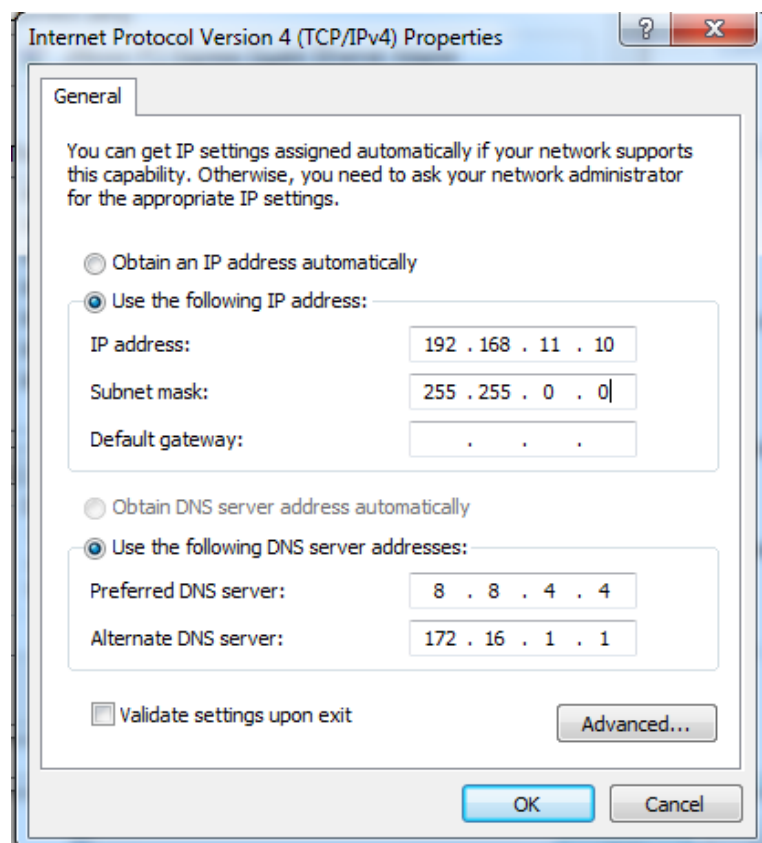 Internet Protocol Version 4 (TCP/IPv4) Properties
General
You can get IP settings assigned automatically if your network supports
this capability. Otherwise, you need to ask your network administrator
for the appropriate IP settings.
Obtain an IP address automatically
Use the following IP address:
IP address: 192 . 168 . 11 . 10
Subnet mask: 255 . 255 . 0 . 0
Default gateway: . . .
Obtain DNS server address automatically
Use the following DNS server addresses:
Preferred DNS server: 8 . 8 . 4 . 4
Alternate DNS server: 172 . 16 . 1 . 1
Validate settings upon exit
Advanced...
OK Cancel